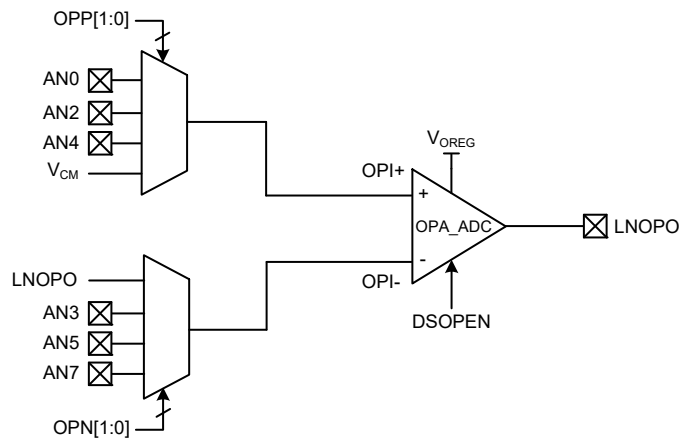 OPP[1:0]
AN0
AN2
AN4
VCM
VOREG
OPI+
+
OPA_ADC
LNOPO
-
OPI-
DSOPEN
LNOPO
AN3
AN5
AN7
OPN[1:0]